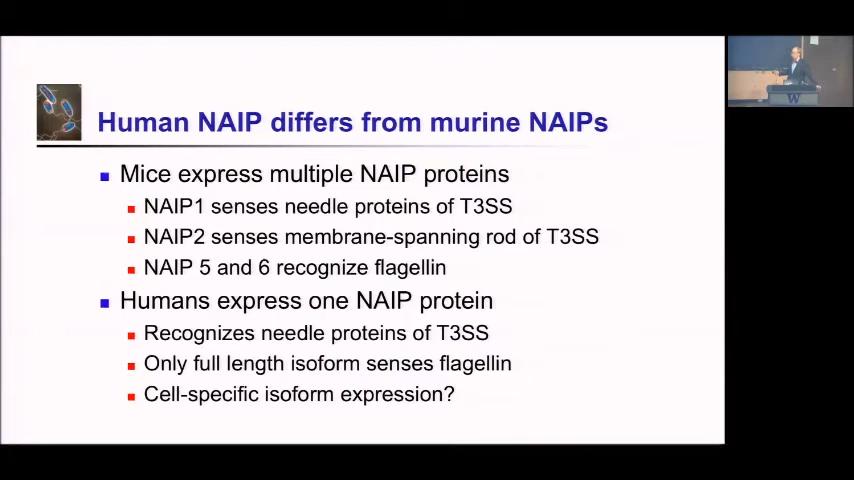 Human NAIP differs from murine NAIPs
Mice express multiple NAIP proteins
NAIP1 senses needle proteins of T3SS
NAIP2 senses membrane-spanning rod of T3SS
NAIP 5 and 6 recognize flagellin
Humans express one NAIP protein
Recognizes needle proteins of T3SS
Only full length isoform senses flagellin
Cell-specific isoform expression?
W